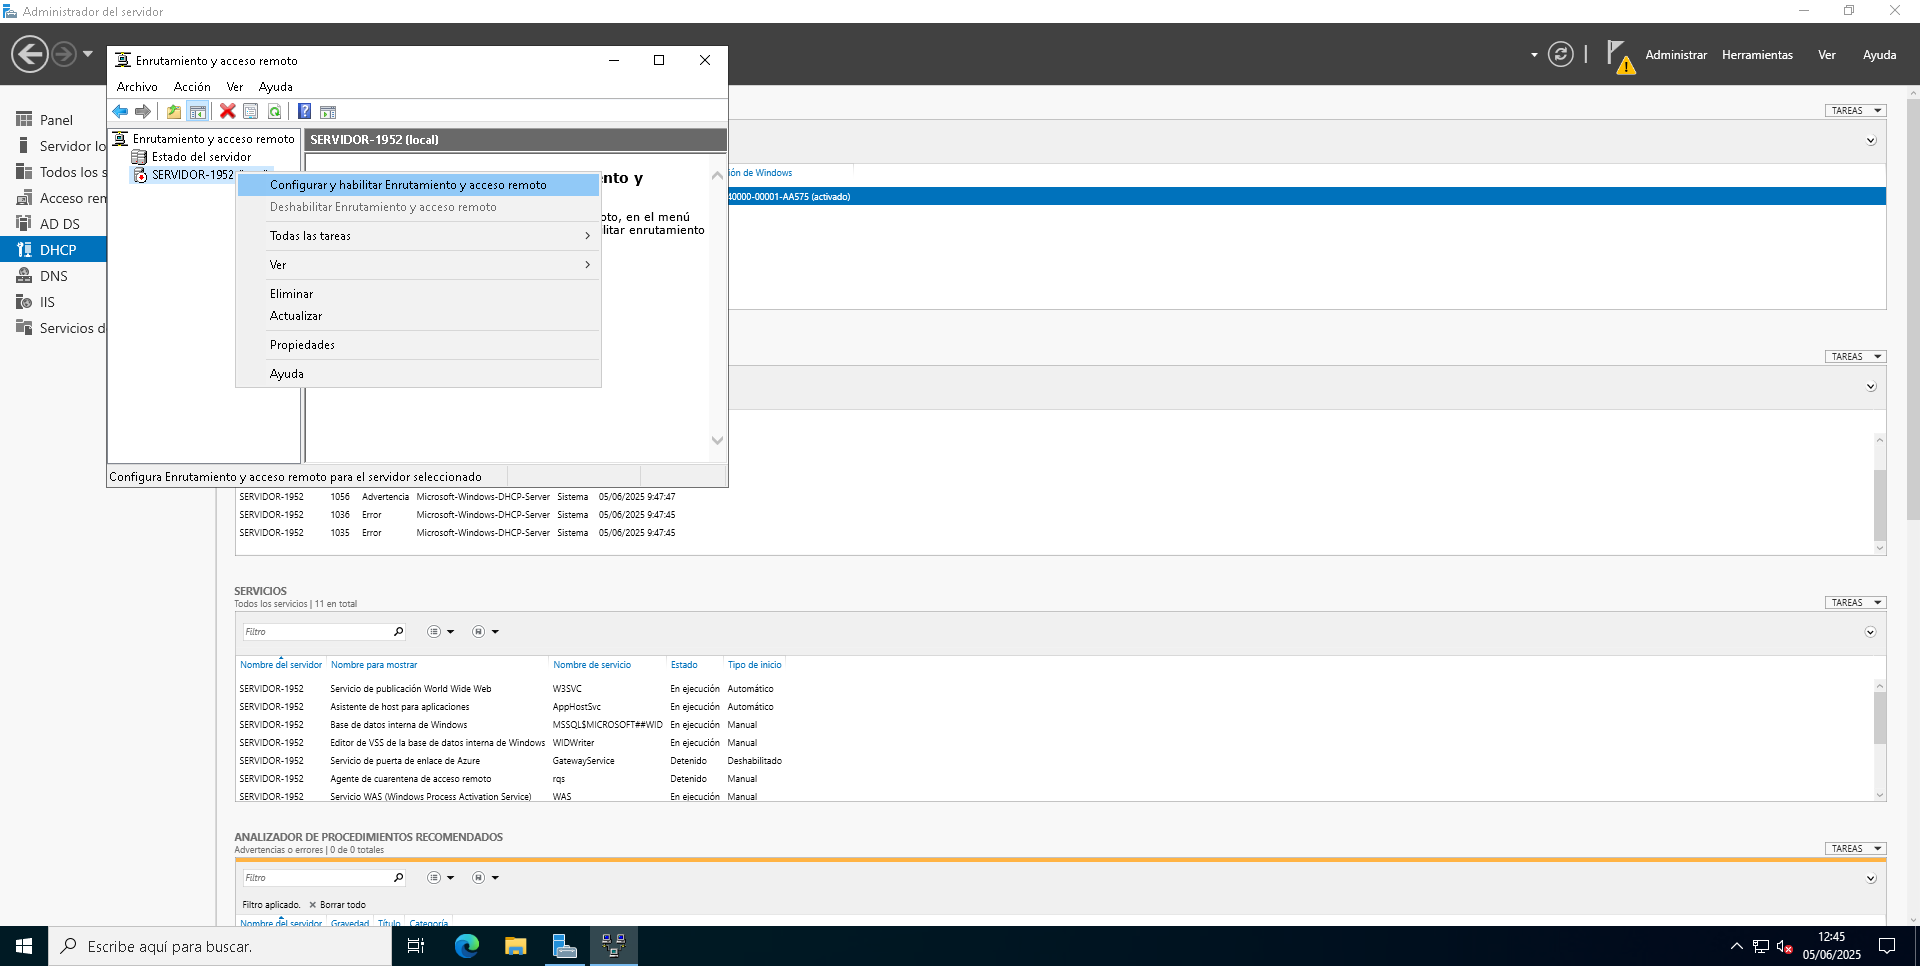 Administrador del servidor
Administrar
Herramientas
Ver
Ayuda
Enrutamiento y acceso remoto
Archivo
Acción
Ver
Ayuda
Enrutamiento y acceso remoto
Estado del servidor
SERVIDOR-1952
SERVIDOR-1952 (local)
nto y
oto, en el menú
litar enrutamiento
Configurar y habilitar Enrutamiento y acceso remoto
Deshabilitar Enrutamiento y acceso remoto
Todas las tareas
Ver
Eliminar
Actualizar
Propiedades
Ayuda
Configura Enrutamiento y acceso remoto para el servidor seleccionado
Panel
Servidor lo
Todos los s
Acceso rem
AD DS
DHCP
DNS
IIS
Servicios d
TAREAS
ión de Windows
40000-00001-AA575 (activado)
TAREAS
SERVIDOR-1952 1056 Advertencia Microsoft-Windows-DHCP-Server Sistema 05/06/2025 9:47:47
SERVIDOR-1952 1036 Error Microsoft-Windows-DHCP-Server Sistema 05/06/2025 9:47:45
SERVIDOR-1952 1035 Error Microsoft-Windows-DHCP-Server Sistema 05/06/2025 9:47:45
SERVICIOS
Todos los servicios | 11 en total
TAREAS
Filtro
Nombre del servidor Nombre para mostrar Nombre de servicio Estado Tipo de inicio
SERVIDOR-1952 Servicio de publicación World Wide Web W3SVC En ejecución Automático
SERVIDOR-1952 Asistente de host para aplicaciones AppHostSvc En ejecución Automático
SERVIDOR-1952 Base de datos interna de Windows MSSQL$MICROSOFT##WID En ejecución Manual
SERVIDOR-1952 Editor de VSS de la base de datos interna de Windows WIDWriter En ejecución Manual
SERVIDOR-1952 Servicio de puerta de enlace de Azure GatewayService Detenido Deshabilitado
SERVIDOR-1952 Agente de cuarentena de acceso remoto rqs Detenido Manual
SERVIDOR-1952 Servicio WAS (Windows Process Activation Service) WAS En ejecución Manual
ANALIZADOR DE PROCEDIMIENTOS RECOMENDADOS
Advertencias o errores | 0 de 0 totales
TAREAS
Filtro
Filtro aplicado. × Borrar todo
Nombre del servidor Gravedad Título Categoría
Escribe aquí para buscar.
12:45
05/06/2025